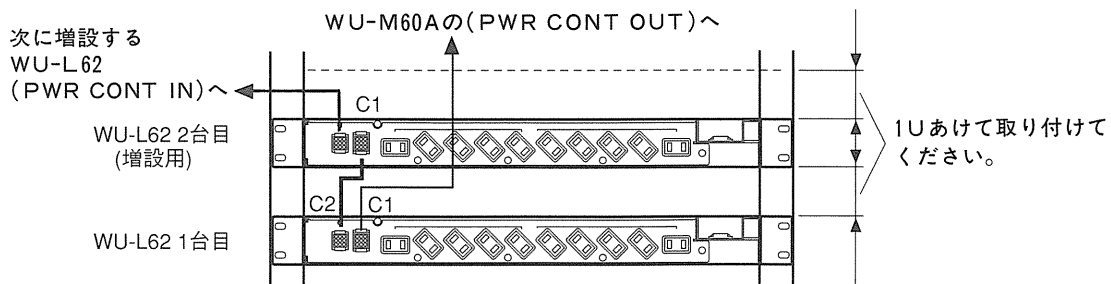 WU-M60Aの(PWR CONT OUT)へ
次に増設する
WU-L62
(PWR CONT IN)へ
C1
WU-L62 2台目
(増設用)
1Uあけて取り付けて
ください。
C2
C1
WU-L62 1台目